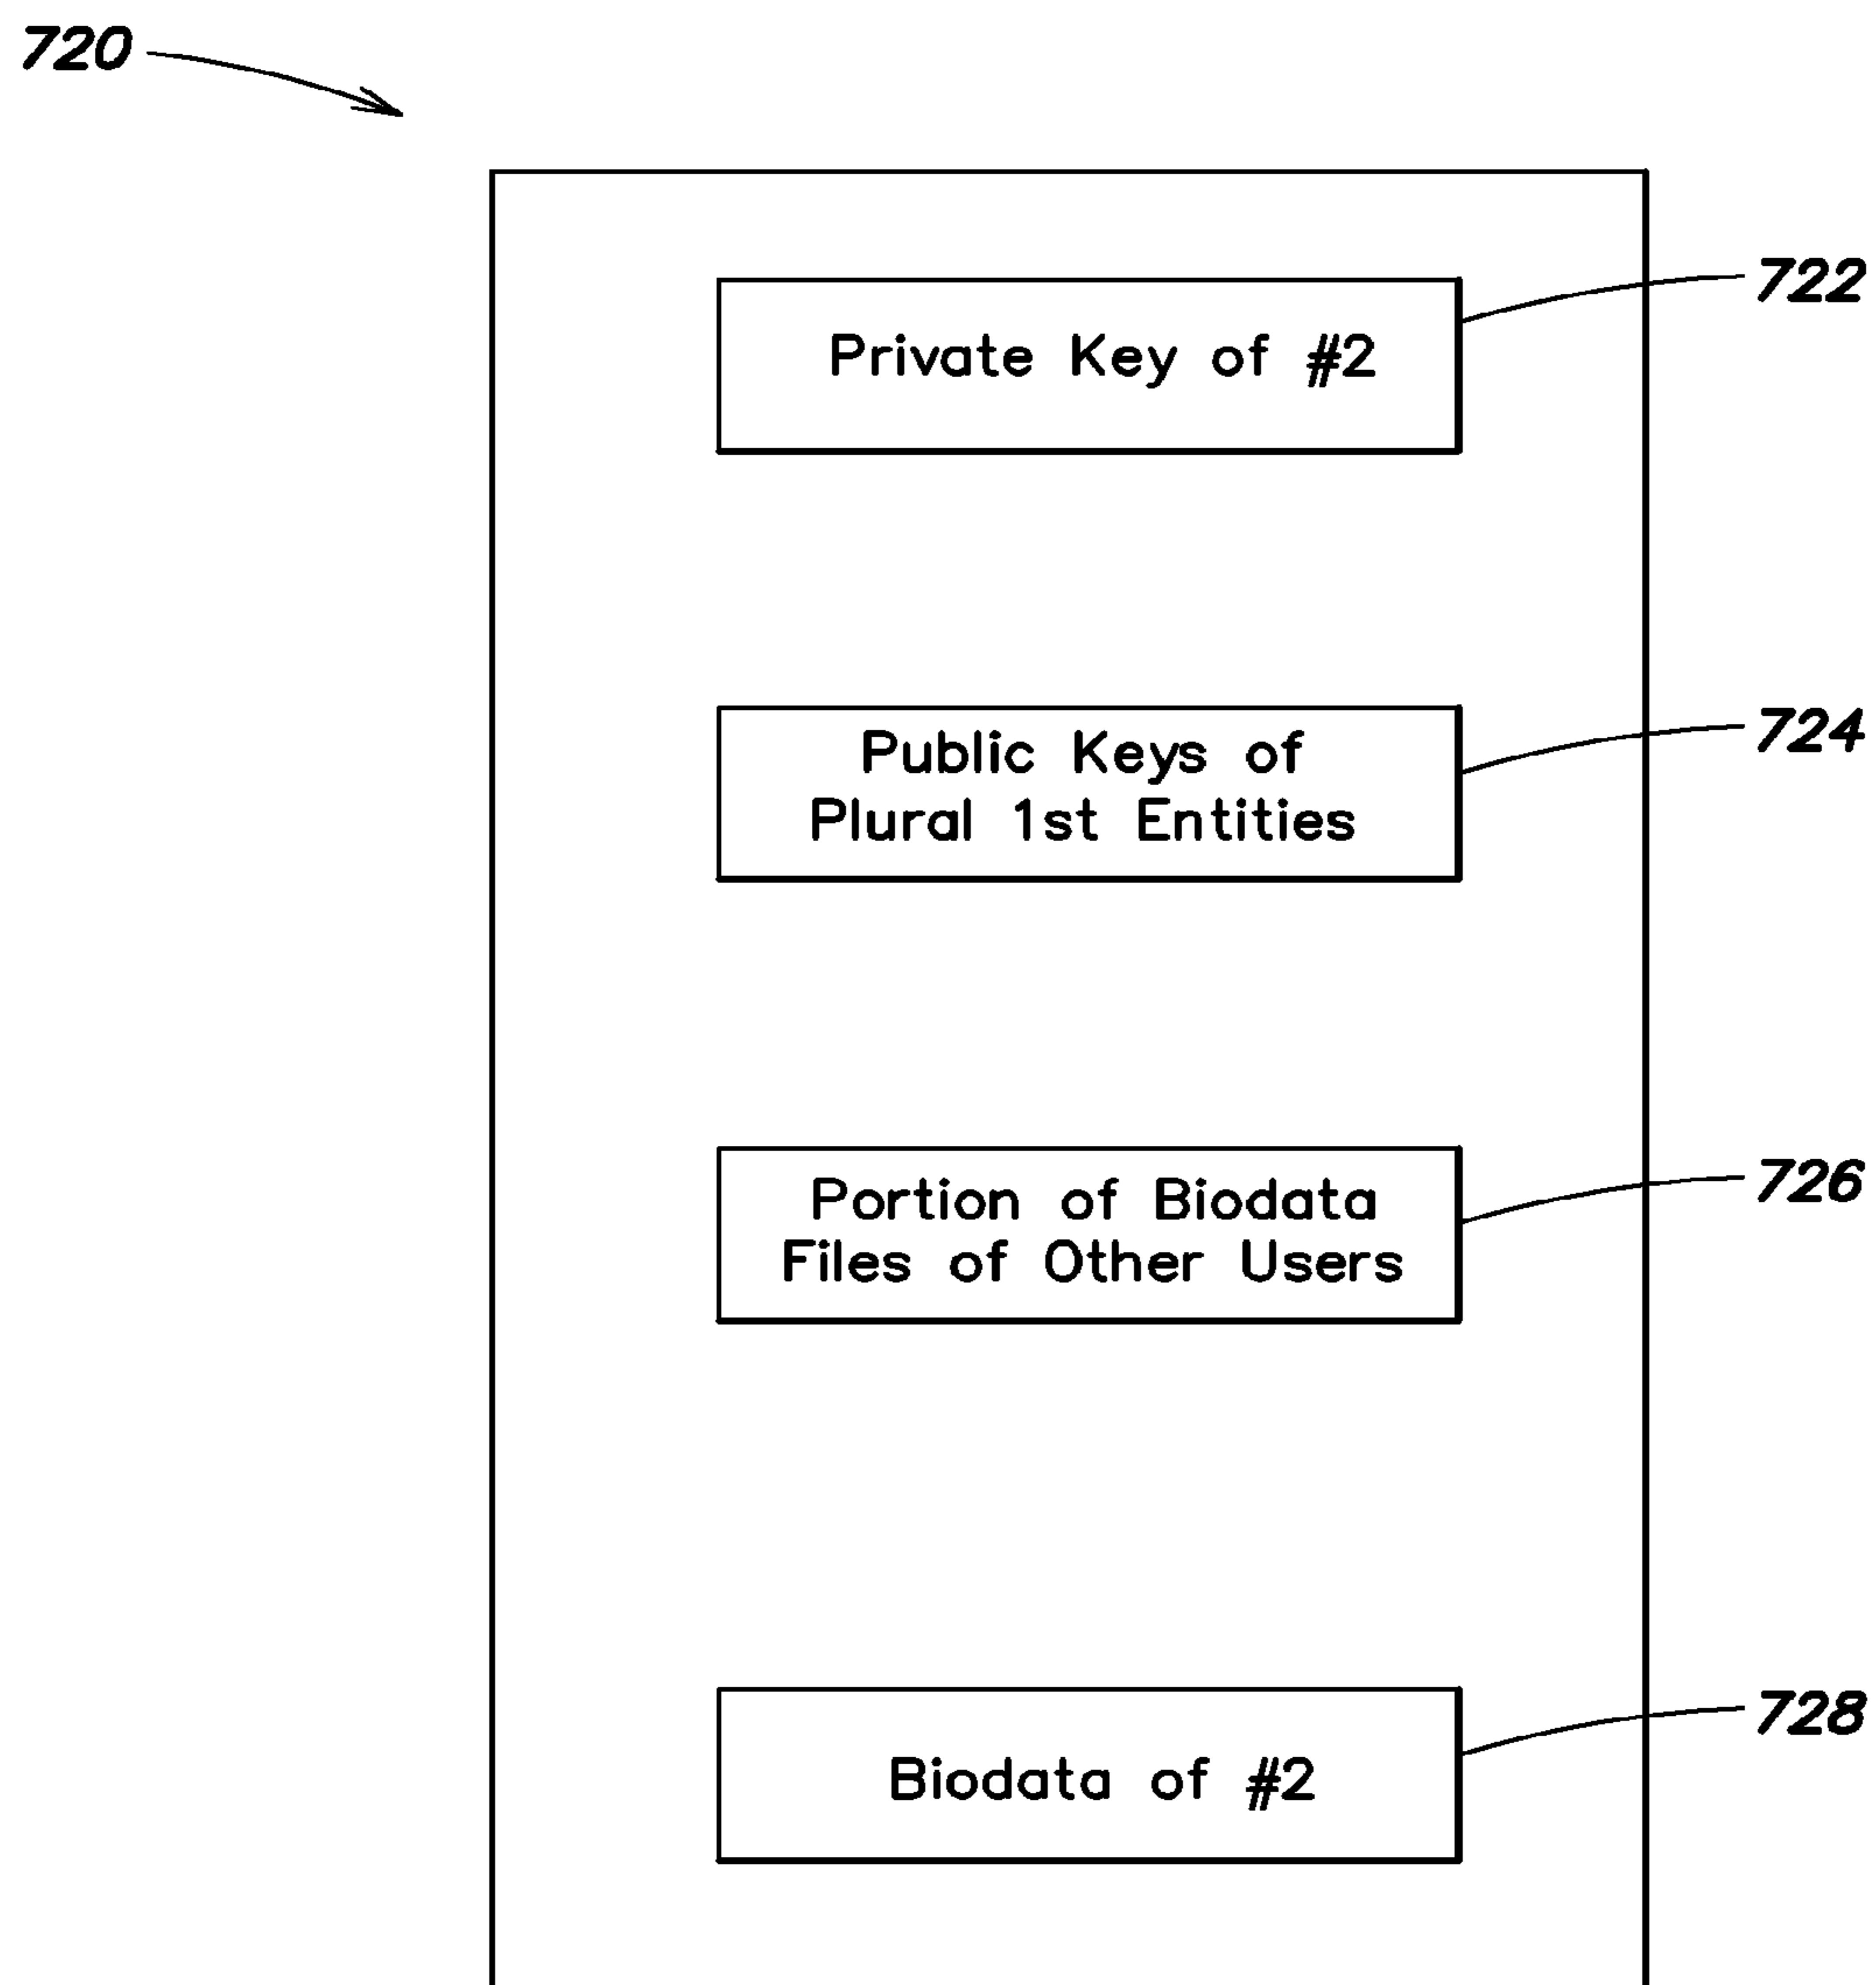 720
722
Private Key of #2
724
Public Keys of
Plural 1st Entities
726
Portion of Biodata
Files of Other Users
728
Biodata of #2